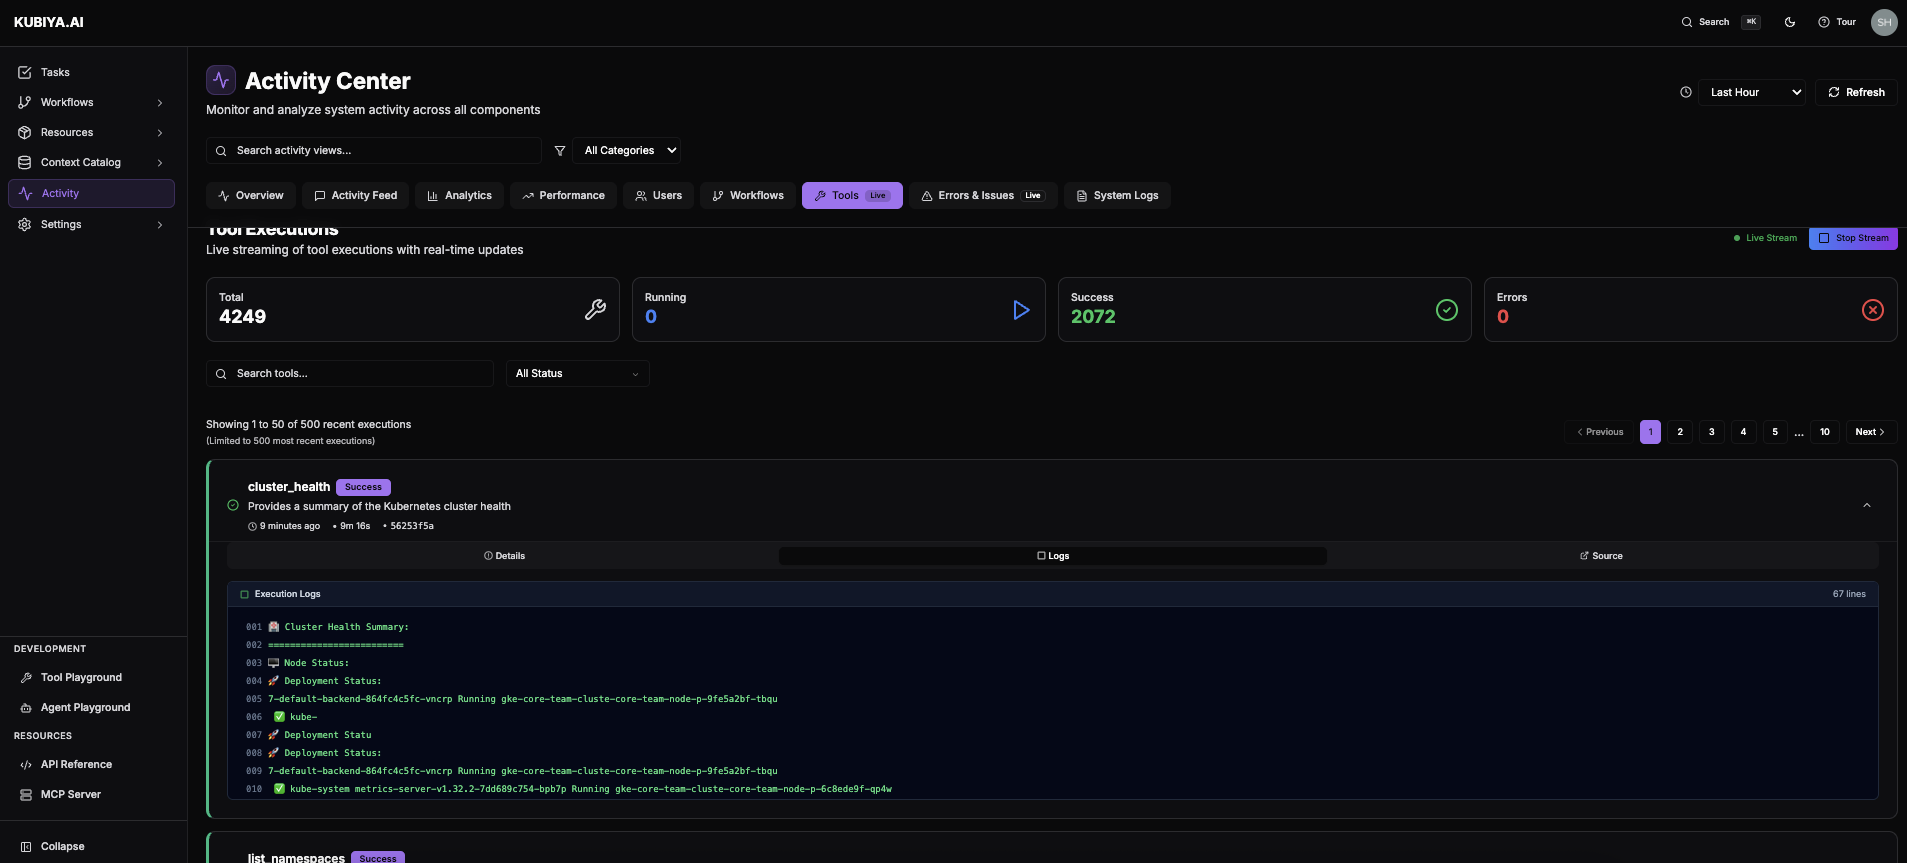 KUBIYA.AI
Search ⌘K
Tour
SH
Tasks
Workflows
Resources
Context Catalog
Activity
Settings
DEVELOPMENT
Tool Playground
Agent Playground
RESOURCES
API Reference
MCP Server
Collapse
Activity Center
Monitor and analyze system activity across all components
Last Hour
Refresh
Search activity views...
All Categories
Overview
Activity Feed
Analytics
Performance
Users
Workflows
Tools Live
Errors & Issues Live
System Logs
Tool Executions
Live streaming of tool executions with real-time updates
Live Stream
Stop Stream
Total
4249
Running
0
Success
2072
Errors
0
Search tools...
All Status
Showing 1 to 50 of 500 recent executions
(Limited to 500 most recent executions)
Previous 1 2 3 4 5 ... 10 Next
cluster_health Success
Provides a summary of the Kubernetes cluster health
9 minutes ago • 9m 16s • 56253f5a
Details
Logs
Source
Execution Logs
67 lines
001 🏥 Cluster Health Summary:
002 =========================
003 🖥️ Node Status:
004 🚀 Deployment Status:
005 7-default-backend-864fc4c5fc-vncrp Running gke-core-team-cluste-core-team-node-p-9fe5a2bf-tbqu
006 ✅ kube-
007 🚀 Deployment Statu
008 🚀 Deployment Status:
009 7-default-backend-864fc4c5fc-vncrp Running gke-core-team-cluste-core-team-node-p-9fe5a2bf-tbqu
010 ✅ kube-system metrics-server-v1.32.2-7dd689c754-bpb7p Running gke-core-team-cluste-core-team-node-p-6c8ede9f-qp4w
list_namespaces Success